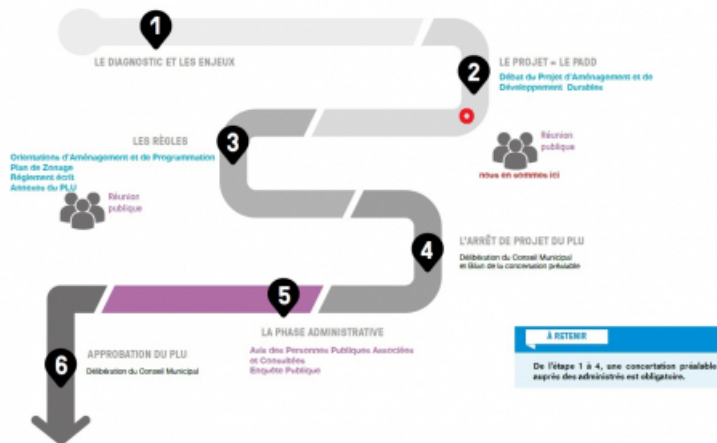 1
LE DIAGNOSTIC ET LES ENJEUX
2
LE PROJET = LE PADD
Débat du Projet d'Aménagement et de
Développement Durables
Réunion
publique
nous en sommes ici
3
LES RÈGLES
Orientations d'Aménagement et de Programmation
Plan de Zonage
Règlement écrit
Annexes du PLU
Réunion
publique
4
L'ARRÊT DE PROJET DU PLU
Délibération du Conseil Municipal
et Bilan de la concertation préalable
5
LA PHASE ADMINISTRATIVE
Avis des Personnes Publiques Associées
et Consultées
Enquête Publique
6
APPROBATION DU PLU
Délibération du Conseil Municipal
À RETENIR
De l'étape 1 à 4, une concertation préalable
auprès des administrés est obligatoire.